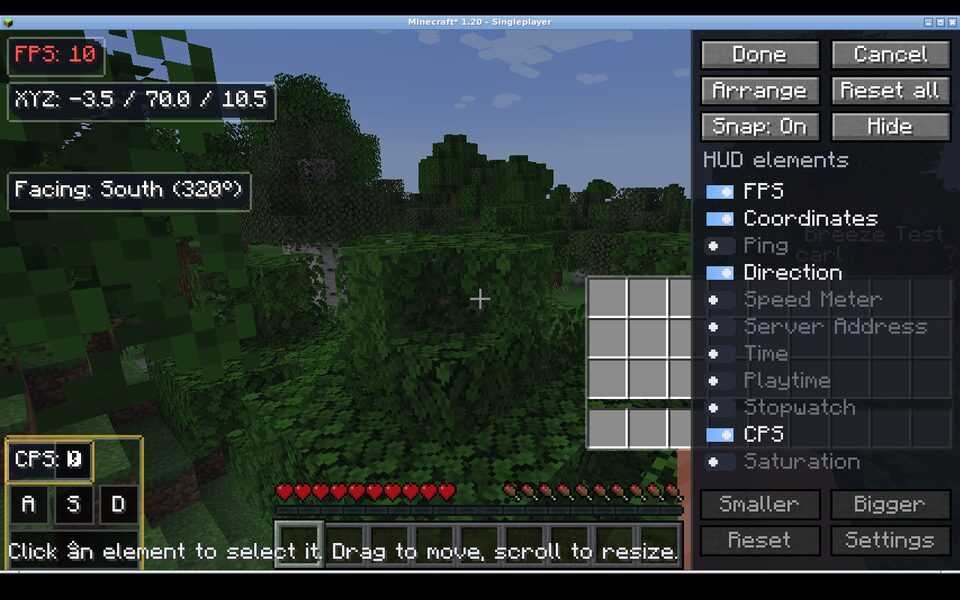 Minecraft* 1.20 - Singleplayer
FPS: 10
XYZ: -3.5 / 70.0 / 10.5
Facing: South (320°)
CPS: 0
A S D
Click an element to select it. Drag to move, scroll to resize.
Done Cancel
Arrange Reset all
Snap: On Hide
HUD elements
FPS
Coordinates
Ping
Direction
Speed Meter
Server Address
Time
Playtime
Stopwatch
CPS
Saturation
Smaller Bigger
Reset Settings
Breeze Test
carl